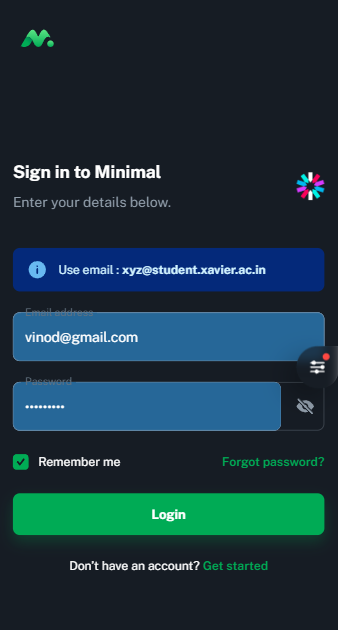 Sign in to Minimal
Enter your details below.
Use email : xyz@student.xavier.ac.in
Email address
vinod@gmail.com
Password
•••••••••
Remember me
Forgot password?
Login
Don't have an account? Get started